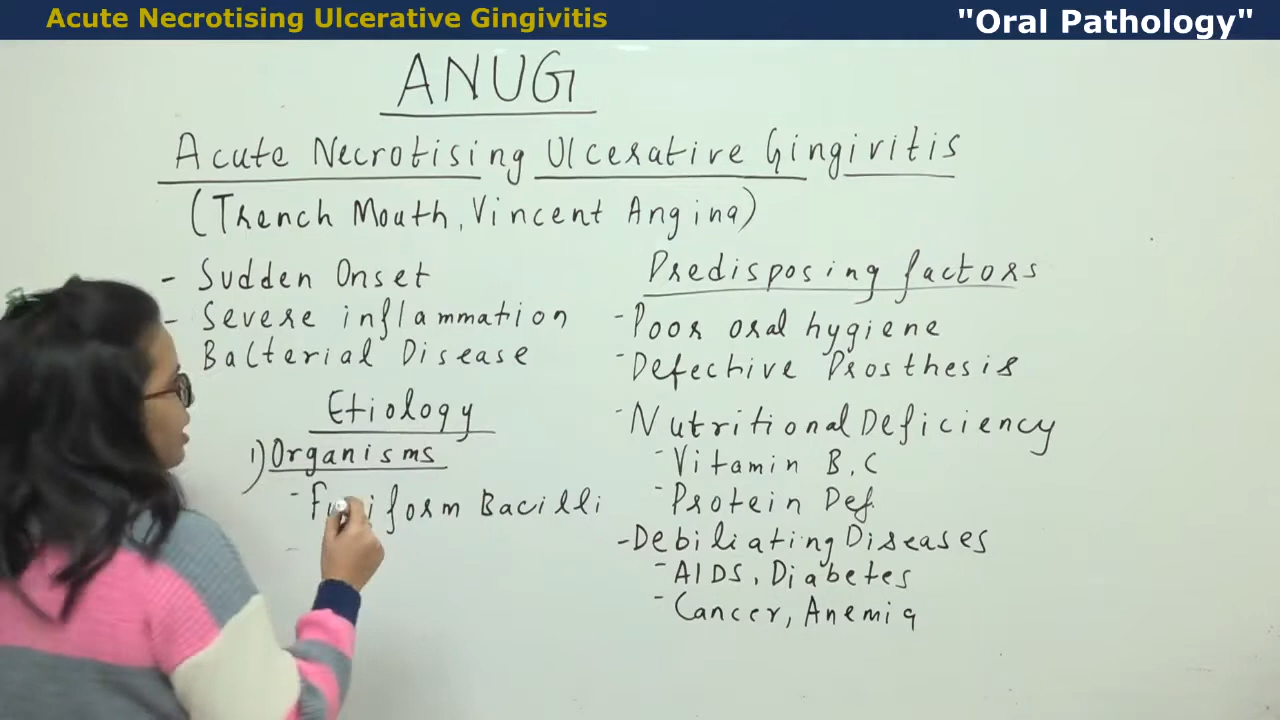 Acute Necrotising Ulcerative Gingivitis
"Oral Pathology"
ANUG
Acute Necrotising Ulcerative Gingivitis
(Trench Mouth, Vincent Angina)
- Sudden Onset
- Severe inflammation
Bacterial Disease
Etiology
1) Organisms
- Fusiform Bacilli
Predisposing factors
- Poor oral hygiene
- Defective Prosthesis
- Nutritional Deficiency
- Vitamin B, C
- Protein Def.
- Debiliating Diseases
- AIDS, Diabetes
- Cancer, Anemia